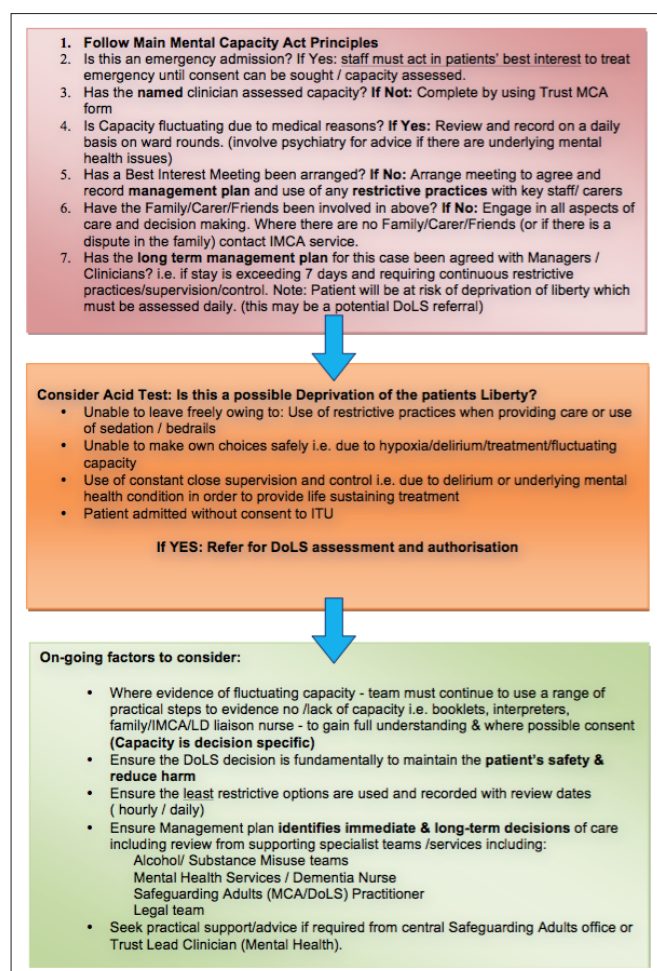 1. Follow Main Mental Capacity Act Principles
2. Is this an emergency admission? If Yes: staff must act in patients' best interest to treat
emergency until consent can be sought / capacity assessed.
3. Has the named clinician assessed capacity? If Not: Complete by using Trust MCA
form
4. Is Capacity fluctuating due to medical reasons? If Yes: Review and record on a daily
basis on ward rounds. (involve psychiatry for advice if there are underlying mental
health issues)
5. Has a Best Interest Meeting been arranged? If No: Arrange meeting to agree and
record management plan and use of any restrictive practices with key staff/ carers
6. Have the Family/Carer/Friends been involved in above? If No: Engage in all aspects of
care and decision making. Where there are no Family/Carer/Friends (or if there is a
dispute in the family) contact IMCA service.
7. Has the long term management plan for this case been agreed with Managers /
Clinicians? i.e. if stay is exceeding 7 days and requiring continuous restrictive
practices/supervision/control. Note: Patient will be at risk of deprivation of liberty which
must be assessed daily. (this may be a potential DoLS referral)
Consider Acid Test: Is this a possible Deprivation of the patients Liberty?
• Unable to leave freely owing to: Use of restrictive practices when providing care or use
of sedation / bedrails
• Unable to make own choices safely i.e. due to hypoxia/delirium/treatment/fluctuating
capacity
• Use of constant close supervision and control i.e. due to delirium or underlying mental
health condition in order to provide life sustaining treatment
• Patient admitted without consent to ITU
If YES: Refer for DoLS assessment and authorisation
On-going factors to consider:
• Where evidence of fluctuating capacity - team must continue to use a range of
practical steps to evidence no /lack of capacity i.e. booklets, interpreters,
family/IMCA/LD liaison nurse - to gain full understanding & where possible consent
(Capacity is decision specific)
• Ensure the DoLS decision is fundamentally to maintain the patient's safety &
reduce harm
• Ensure the least restrictive options are used and recorded with review dates
( hourly / daily)
• Ensure Management plan identifies immediate & long-term decisions of care
including review from supporting specialist teams /services including:
Alcohol/ Substance Misuse teams
Mental Health Services / Dementia Nurse
Safeguarding Adults (MCA/DoLS) Practitioner
Legal team
• Seek practical support/advice if required from central Safeguarding Adults office or
Trust Lead Clinician (Mental Health).